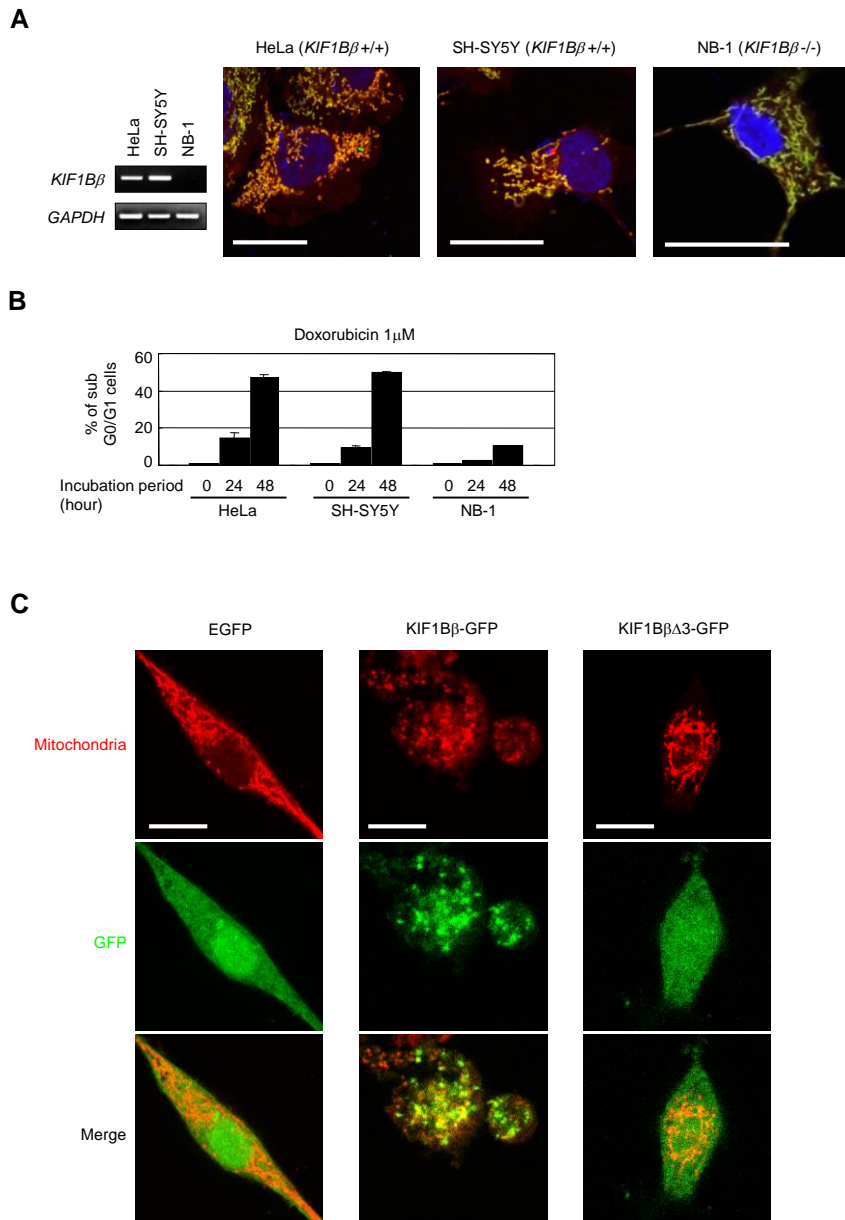 A
HeLa (KIF1Bβ+/+)
SH-SY5Y (KIF1Bβ+/+)
NB-1 (KIF1Bβ-/-)
HeLa
SH-SY5Y
NB-1
KIF1Bβ
GAPDH
B
Doxorubicin 1μM
% of sub
G0/G1 cells
60
40
20
0
Incubation period
(hour)
0 24 48
0 24 48
0 24 48
HeLa
SH-SY5Y
NB-1
C
EGFP
KIF1Bβ-GFP
KIF1BβΔ3-GFP
Mitochondria
GFP
Merge